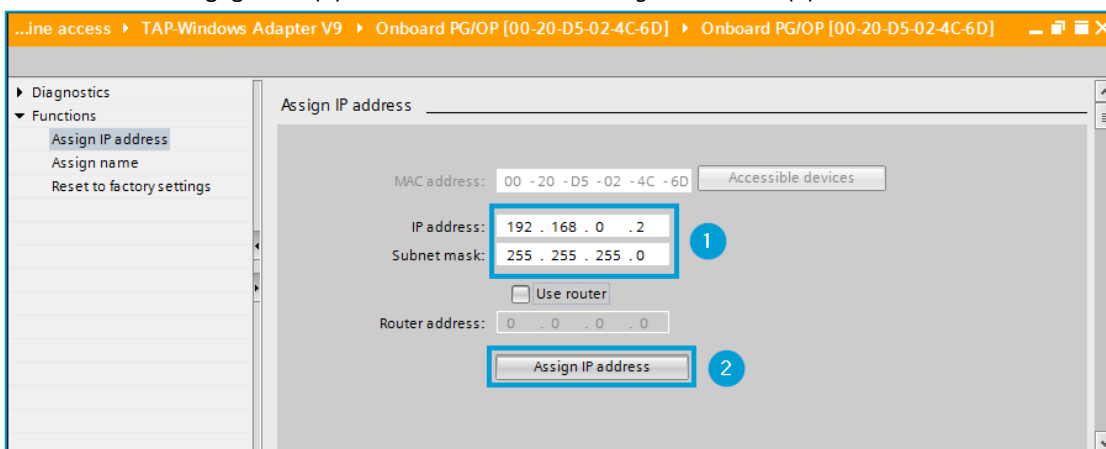 ...ine access ▸ TAP-Windows Adapter V9 ▸ Onboard PG/OP [00-20-D5-02-4C-6D] ▸ Onboard PG/OP [00-20-D5-02-4C-6D]
Diagnostics
Functions
Assign IP address
Assign name
Reset to factory settings
Assign IP address
MAC address: 00 - 20 - D5 - 02 - 4C - 6D Accessible devices
IP address: 192 . 168 . 0 . 2
1
Subnet mask: 255 . 255 . 255 . 0
Use router
Router address: 0 . 0 . 0 . 0
Assign IP address 2